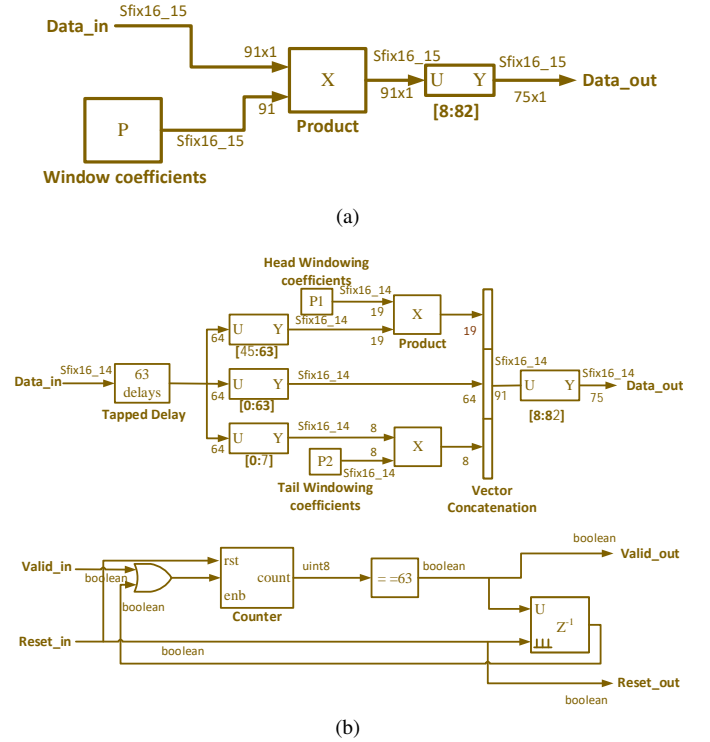 Sfix16_15
Data_in
91x1
X
Sfix16_15
U Y
Sfix16_15
Data_out
91
91x1
75x1
P
Sfix16_15
Product
[8:82]
Window coefficients
(a)
Head Windowing
coefficients
Sfix16_14
P1
19
X
U Y
Sfix16_14
64
19
Product
19
[45:63]
Sfix16_14
Data_in
63
delays
Tapped Delay
U Y
Sfix16_14
64
[0:63]
64
Sfix16_14
91
U Y
Sfix16_14
75
Data_out
[8:82]
U Y
Sfix16_14
8
64
[0:7]
8
X
P2
Sfix16_14
8
Tail Windowing
coefficients
Vector
Concatenation
boolean
Valid_in
boolean
rst
count
enb
uint8
= =63
boolean
Valid_out
boolean
Counter
U
Z-1
Reset_in
boolean
Reset_out
boolean
(b)